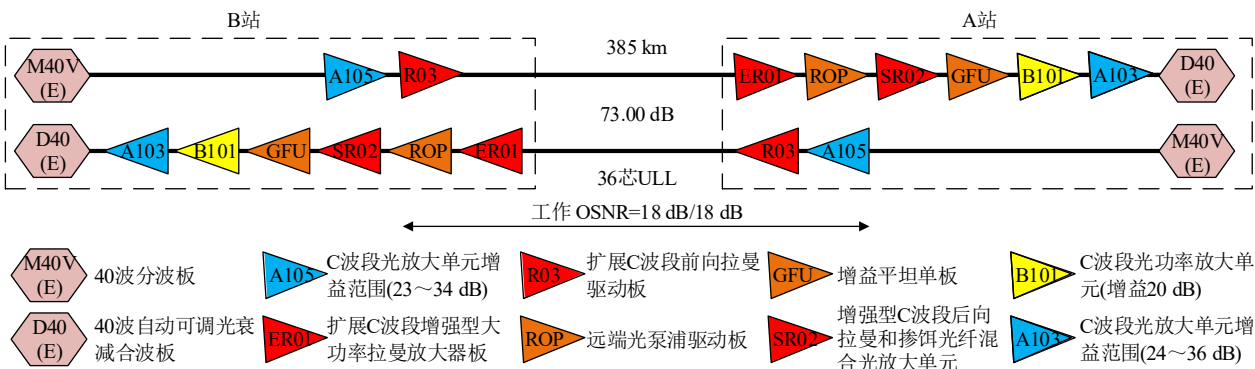 B站
A站
M40V
(E)
A105
R03
385 km
ER01
ROP
SR02
GFU
B101
A103
D40
(E)
73.00 dB
D40
(E)
A103
B101
GFU
SR02
ROP
ER01
R03
A105
M40V
(E)
36芯ULL
工作 OSNR=18 dB/18 dB
M40V
(E)
40波分波板
A105
C波段光放大单元增
益范围(23～34 dB)
R03
扩展C波段前向拉曼
驱动板
GFU
增益平坦单板
B101
C波段光功率放大单
元(增益20 dB)
D40
(E)
40波自动可调光衰
减合波板
ER01
扩展C波段增强型大
功率拉曼放大器板
ROP
远端光泵浦驱动板
SR02
增强型C波段后向
拉曼和掺铒光纤混
合光放大单元
A103
C波段光放大单元增
益范围(24～36 dB)